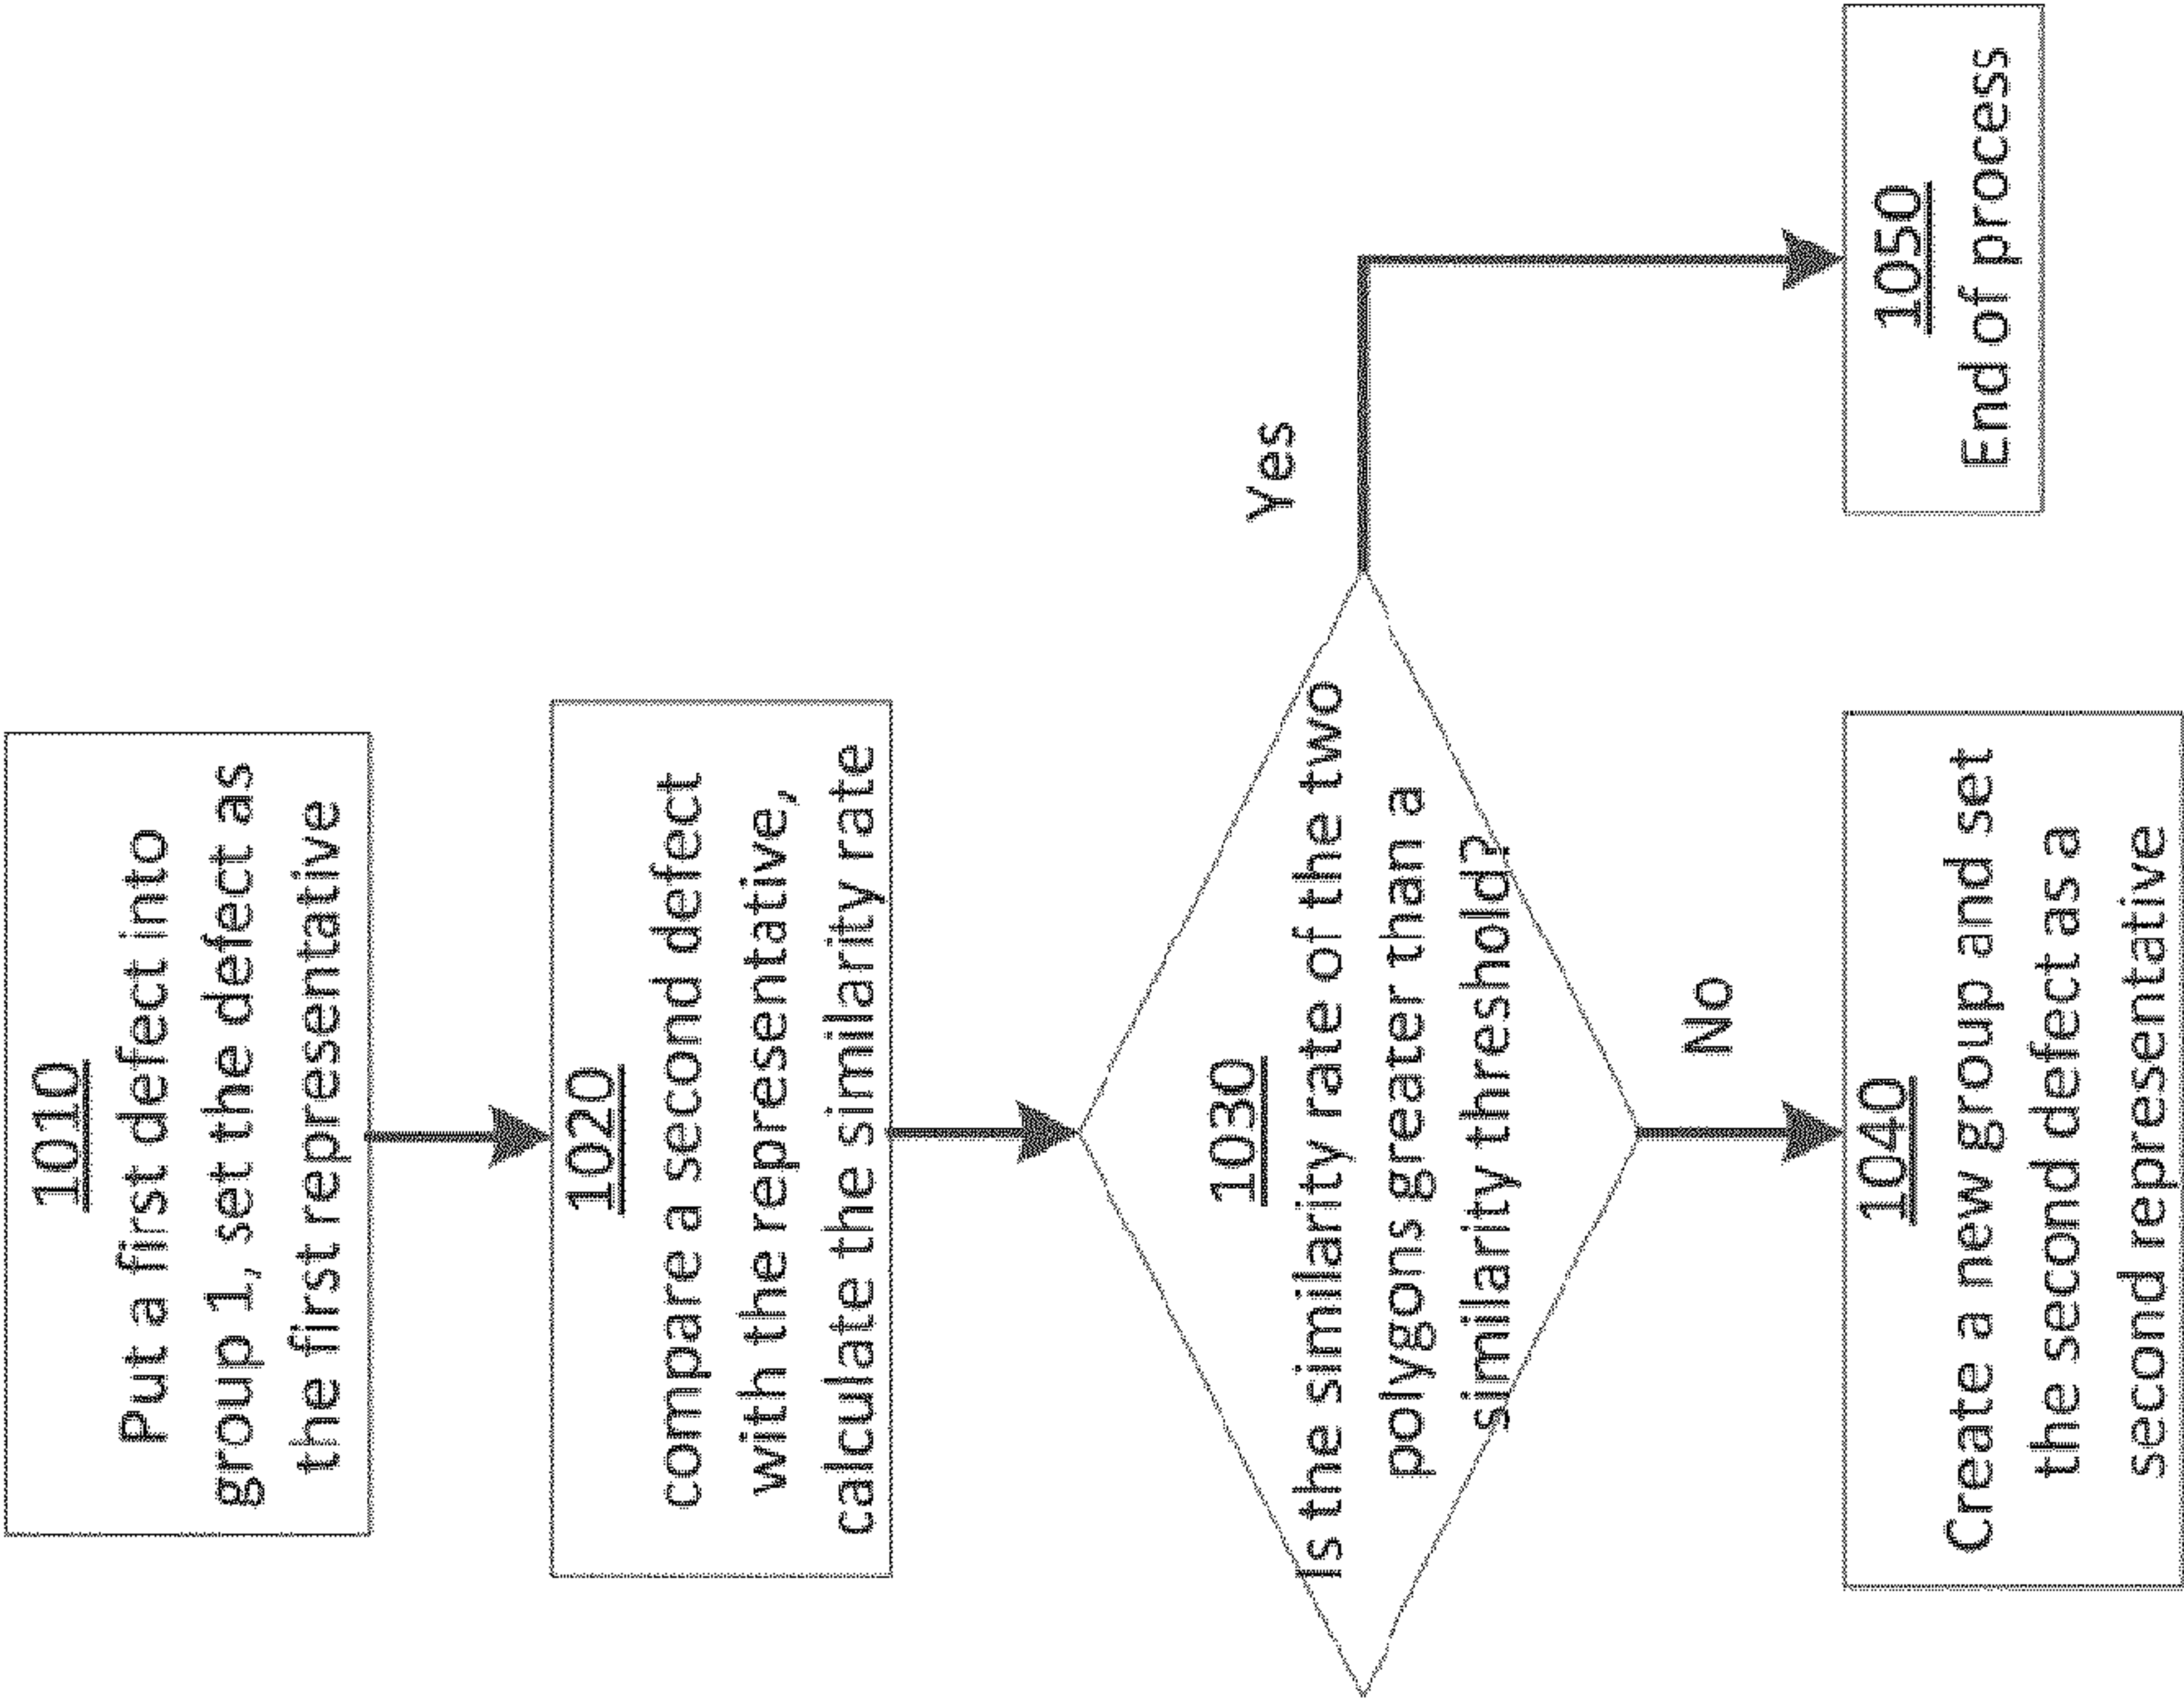 1010
Put a first defect into
group 1, set the defect as
the first representative
1020
compare a second defect
with the representative,
calculate the similarity rate
1030
Is the similarity rate of the two
polygons greater than a
similarity threshold?
Yes
No
1040
Create a new group and set
the second defect as a
second representative
1050
End of process